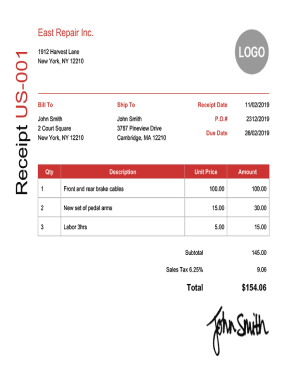 East Repair Inc.
1912 Harvest Lane
New York, NY 12210
LOGO
Receipt US-001
Bill To
John Smith
2 Court Square
New York, NY 12210
Ship To
John Smith
3787 Pineview Drive
Cambridge, MA 12210
Receipt Date 11/02/2019
P.O.# 2312/2019
Due Date 26/02/2019
Qty Description Unit Price Amount
1 Front and rear brake cables 100.00 100.00
2 New set of pedal arms 15.00 30.00
3 Labor 3hrs 5.00 15.00
Subtotal 145.00
Sales Tax 6.25% 9.06
Total $154.06
John Smith